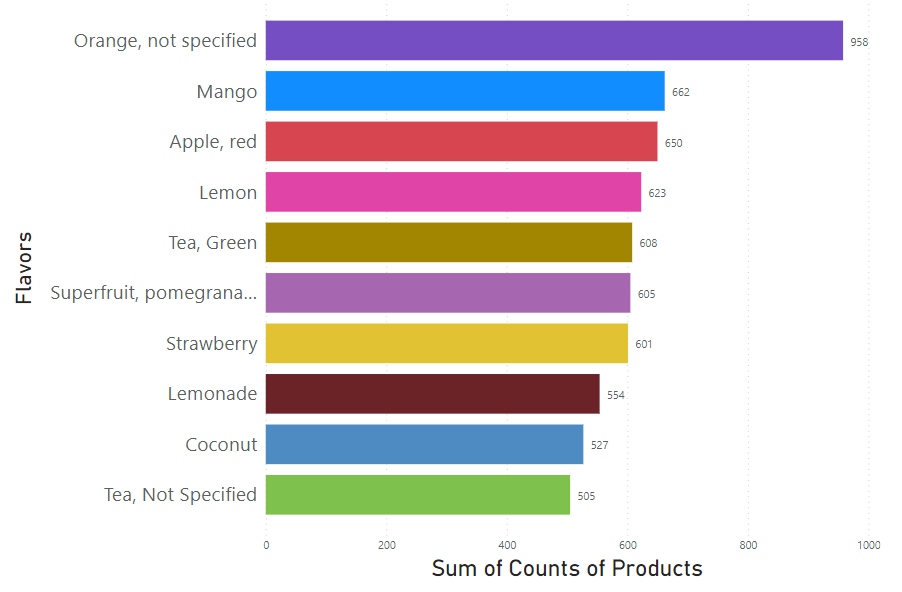 Orange, not specified 958
Mango 662
Apple, red 650
Lemon 623
Tea, Green 608
Superfruit, pomegrana... 605
Strawberry 601
Lemonade 554
Coconut 527
Tea, Not Specified 505
Flavors
0 200 400 600 800 1000
Sum of Counts of Products